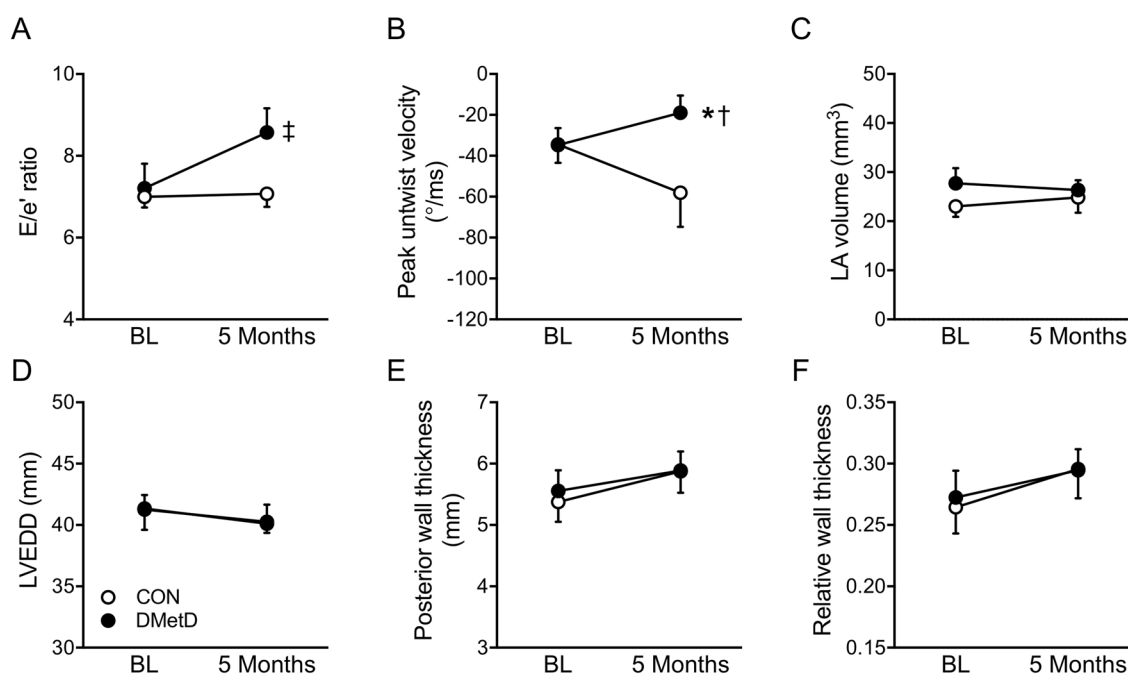 A
E/e' ratio
10
8
6
4
‡
BL 5 Months
B
Peak untwist velocity
(°/ms)
0
-20
-40
-60
-80
-100
-120
*†
BL 5 Months
C
LA volume (mm³)
50
40
30
20
10
0
BL 5 Months
D
LVEDD (mm)
50
45
40
35
30
CON
DMetD
BL 5 Months
E
Posterior wall thickness
(mm)
7
6
5
4
3
BL 5 Months
F
Relative wall thickness
0.35
0.30
0.25
0.20
0.15
BL 5 Months